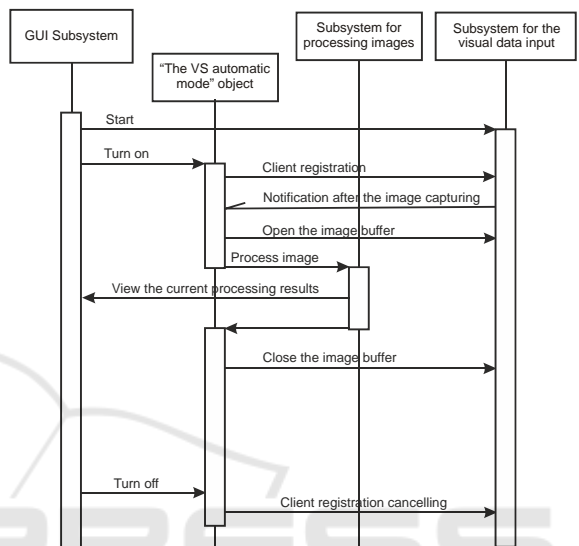 GUI Subsystem
"The VS automatic
mode" object
Subsystem for
processing images
Subsystem for the
visual data input
Start
Turn on
Client registration
Notification after the image capturing
Open the image buffer
Process image
View the current processing results
Close the image buffer
Turn off
Client registration cancelling